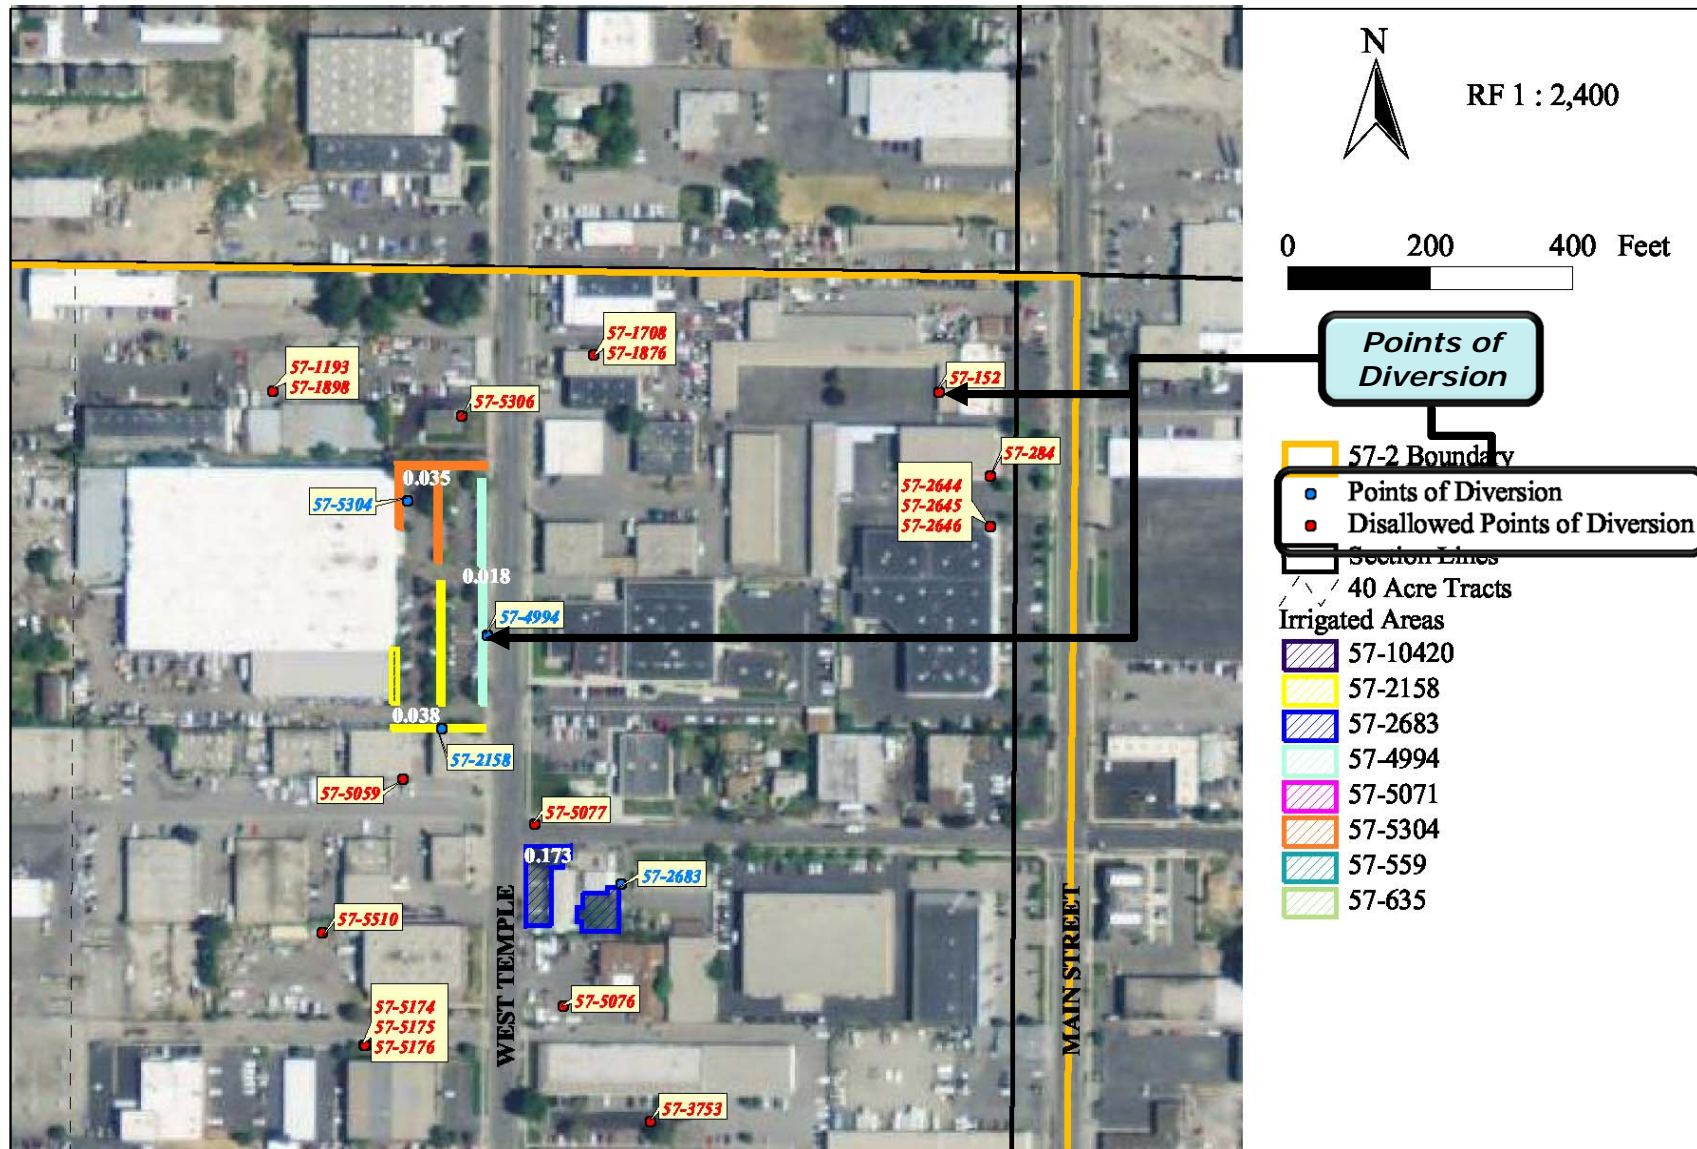 N
RF 1 : 2,400
0 200 400 Feet
Points of
Diversion
57-2 Boundary
Points of Diversion
Disallowed Points of Diversion
Section Lines
40 Acre Tracts
Irrigated Areas
57-10420
57-2158
57-2683
57-4994
57-5071
57-5304
57-559
57-635
57-1708
57-1876
57-1193
57-1898
57-152
57-5306
57-284
0.035
57-5304
57-2644
57-2645
57-2646
0.018
57-4994
0.038
57-2158
57-5059
57-5077
0.173
57-2683
57-5510
WEST TEMPLE
MAIN STREET
57-5076
57-5174
57-5175
57-5176
57-3753